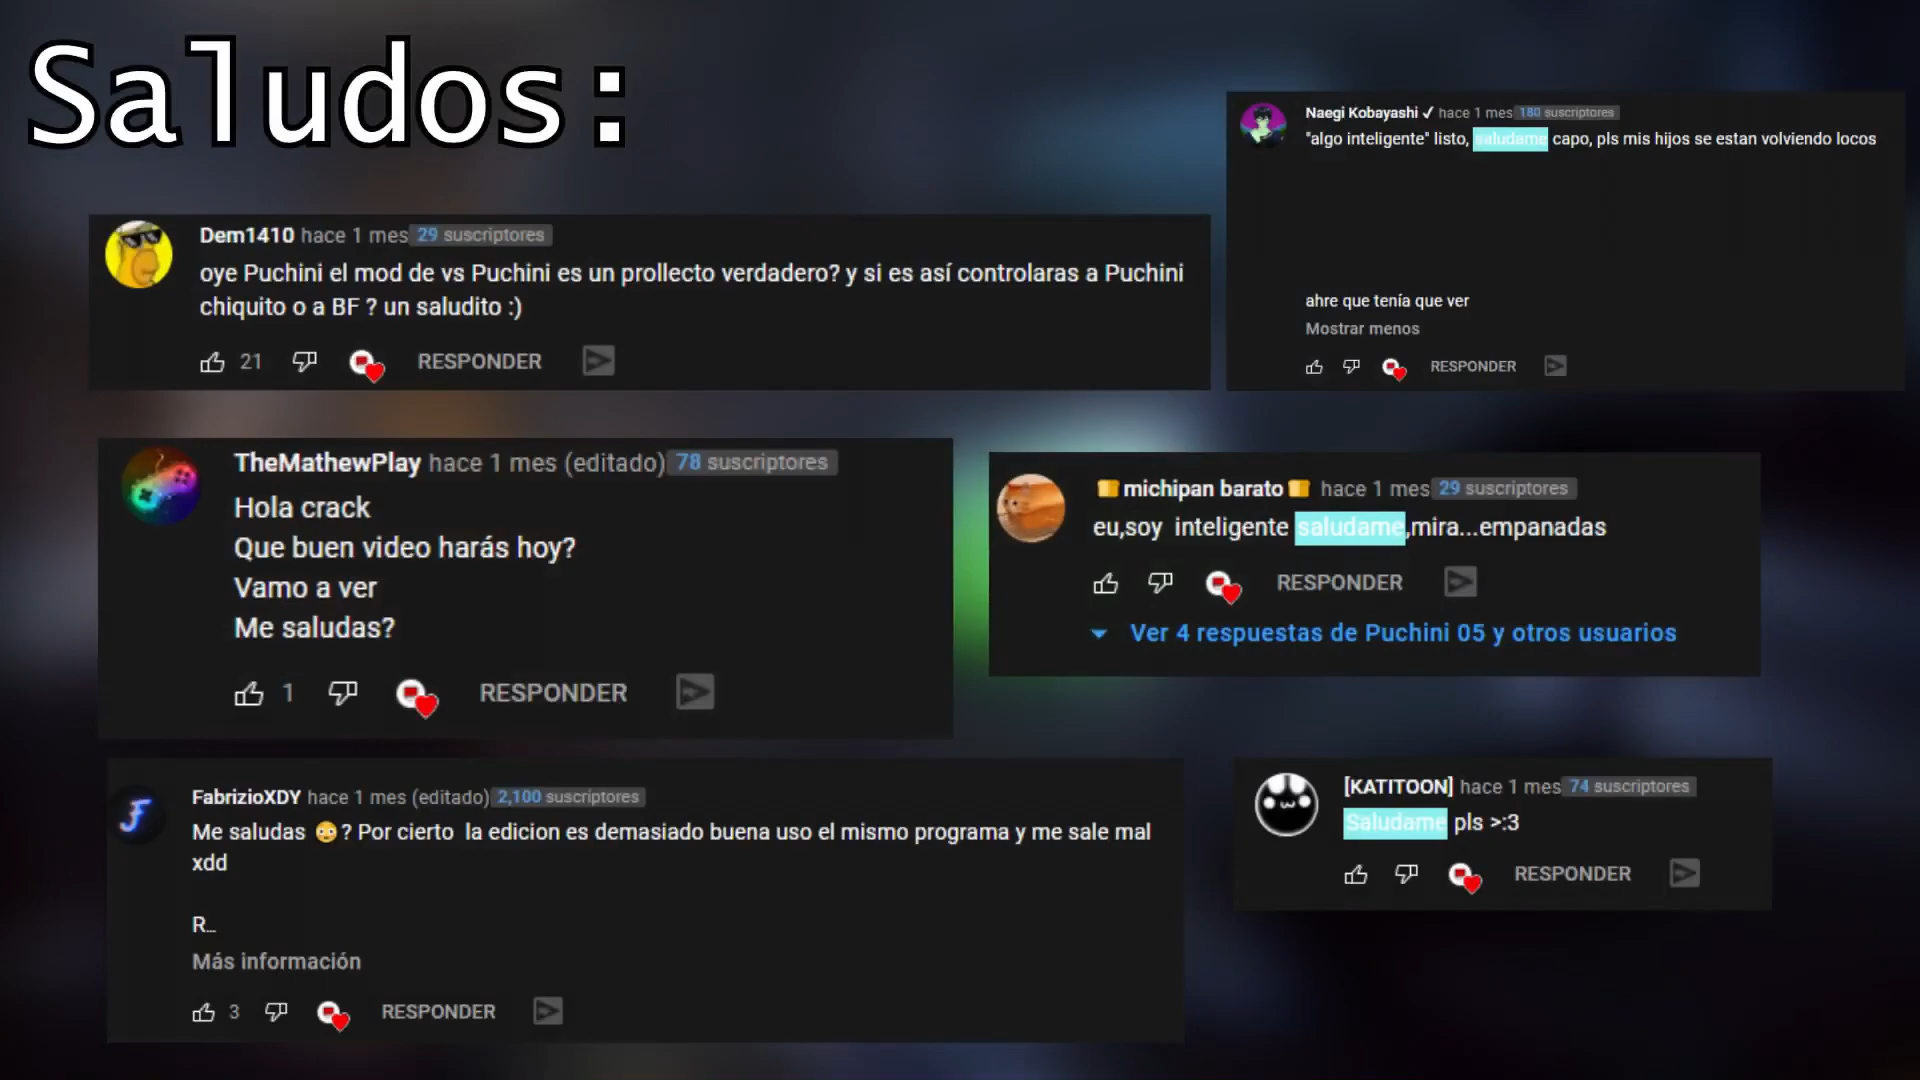 Saludos:
Naegi Kobayashi ✓ hace 1 mes 180 suscriptores
"algo inteligente" listo, saludame capo, pls mis hijos se estan volviendo locos
ahre que tenía que ver
Mostrar menos
RESPONDER
Dem1410 hace 1 mes 29 suscriptores
oye Puchini el mod de vs Puchini es un prollecto verdadero? y si es así controlaras a Puchini
chiquito o a BF ? un saludito :)
21 RESPONDER
TheMathewPlay hace 1 mes (editado) 78 suscriptores
Hola crack
Que buen video harás hoy?
Vamo a ver
Me saludas?
1 RESPONDER
🍞michipan barato🍞 hace 1 mes 29 suscriptores
eu,soy inteligente saludame,mira...empanadas
RESPONDER
Ver 4 respuestas de Puchini 05 y otros usuarios
FabrizioXDY hace 1 mes (editado) 2,100 suscriptores
Me saludas 😳? Por cierto la edicion es demasiado buena uso el mismo programa y me sale mal
xdd
R…
Más información
3 RESPONDER
[KATITOON] hace 1 mes 74 suscriptores
Saludame pls >:3
RESPONDER